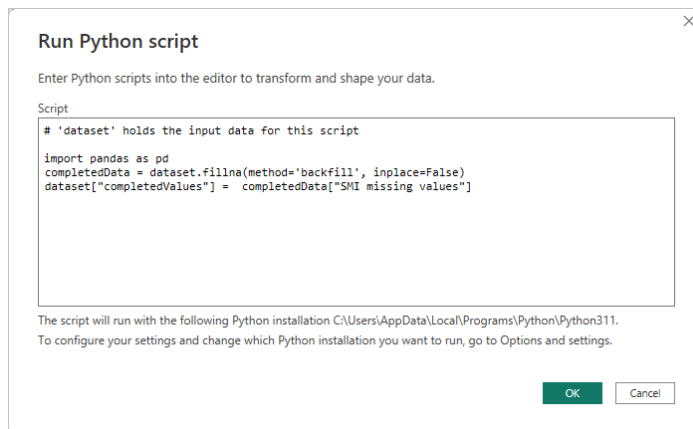 Run Python script
Enter Python scripts into the editor to transform and shape your data.
Script
# 'dataset' holds the input data for this script
import pandas as pd
completedData = dataset.fillna(method='backfill', inplace=False)
dataset["completedValues"] =  completedData["SMI missing values"]
The script will run with the following Python installation C:\Users\AppData\Local\Programs\Python\Python311.
To configure your settings and change which Python installation you want to run, go to Options and settings.
OK
Cancel